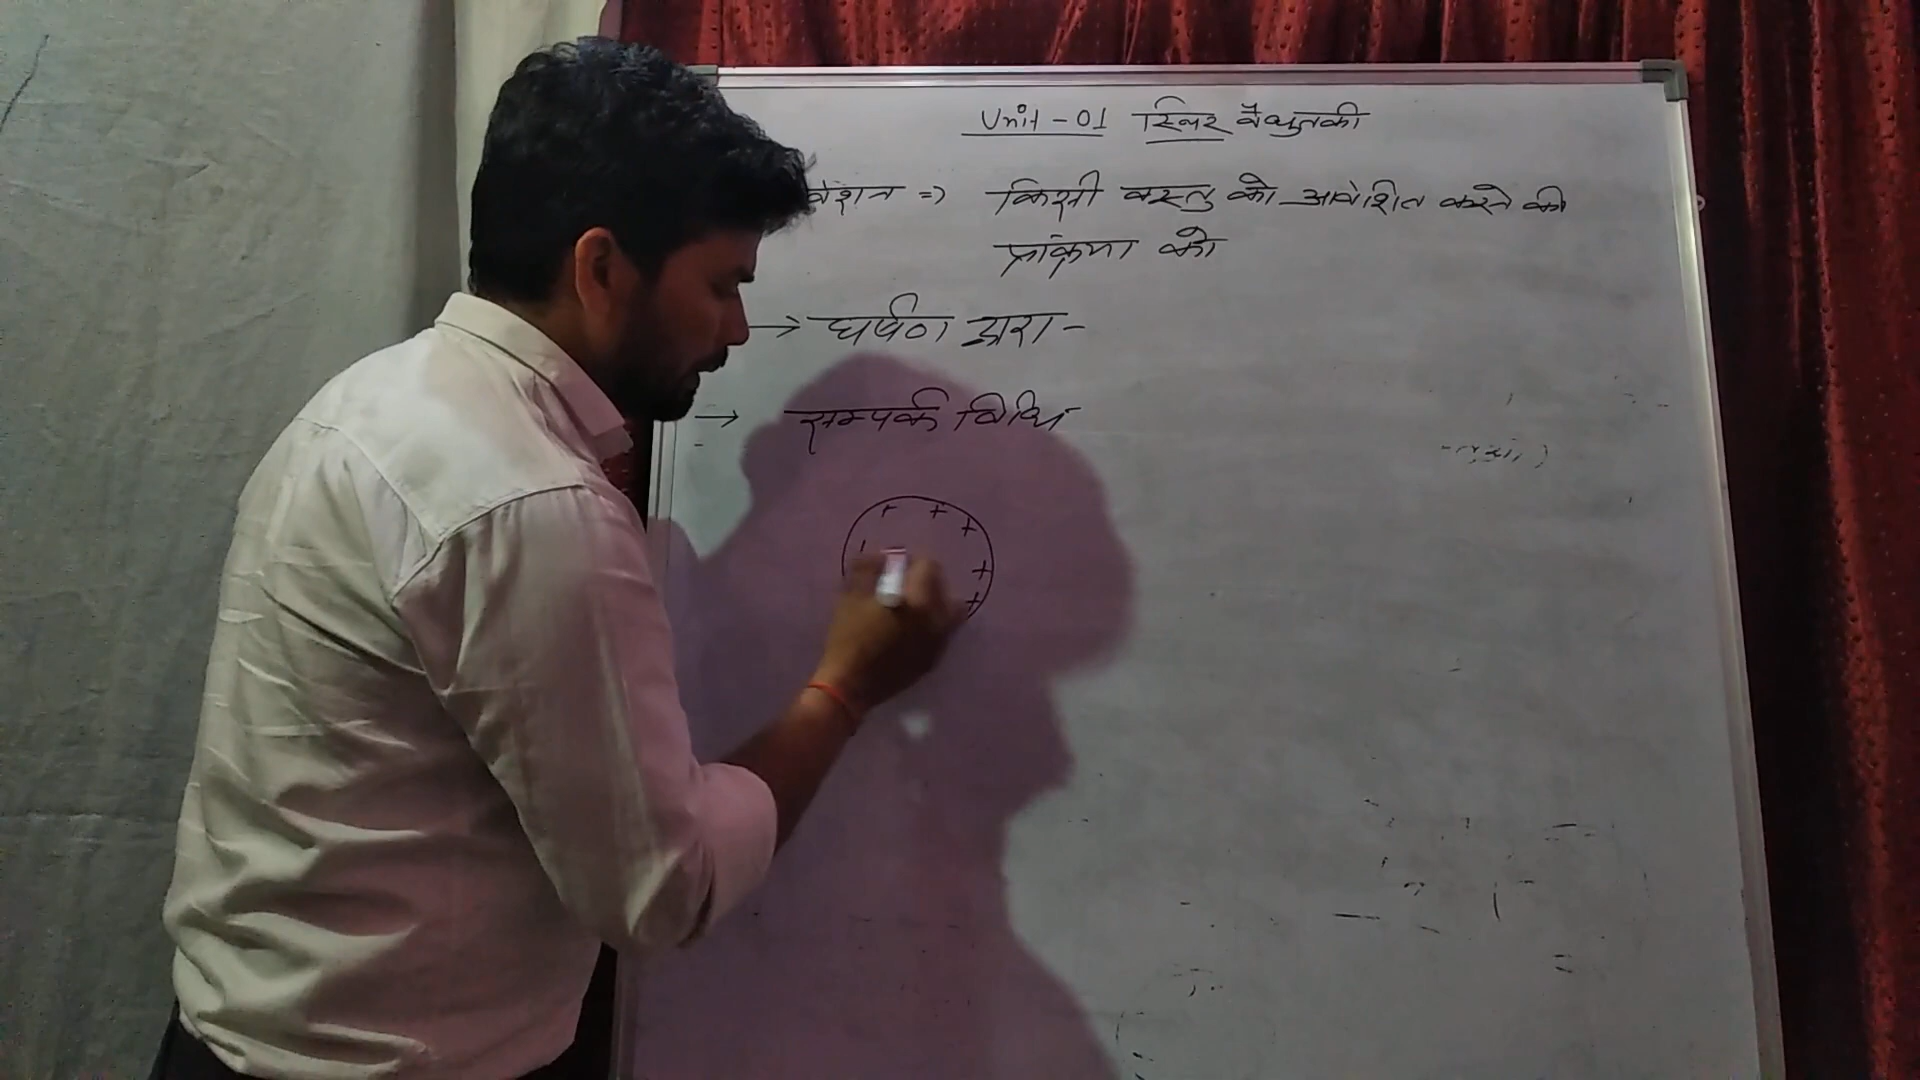 Unit - 01 स्थिर वैधुतकी
वेशन => किसी वस्तु को आवेशित करने की
प्रक्रिया को
→ घर्षण द्वारा -
→ सम्पर्क विधि
+ + +
+
+